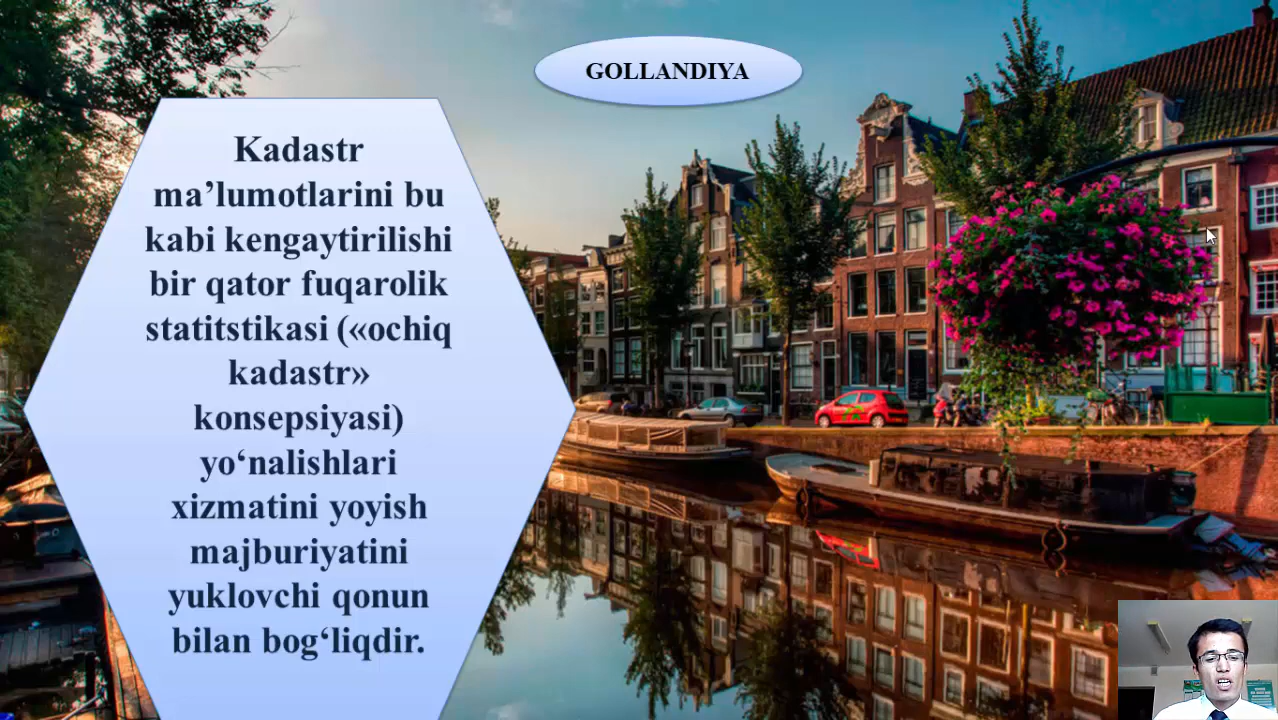 GOLLANDIYA
Kadastr
ma’lumotlarini bu
kabi kengaytirilishi
bir qator fuqarolik
statitstikasi («ochiq
kadastr»
konsepsiyasi)
yo‘nalishlari
xizmatini yoyish
majburiyatini
yuklovchi qonun
bilan bog‘liqdir.